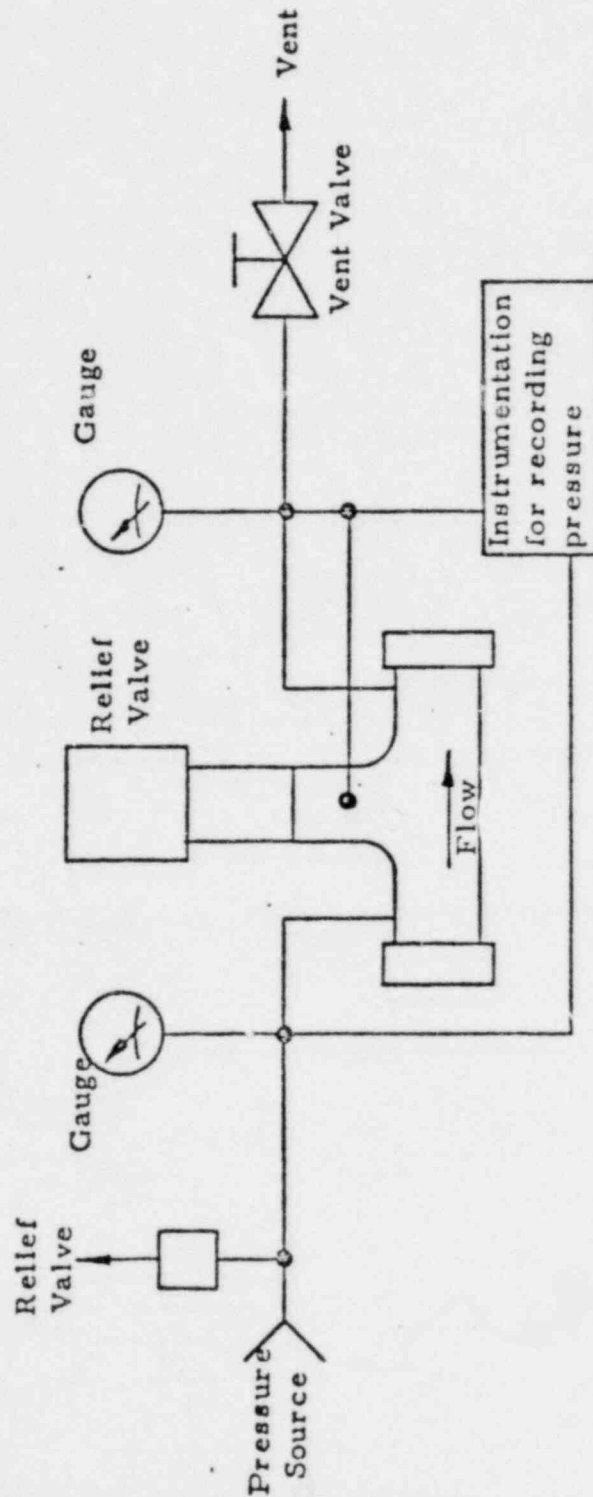 Relief
Valve
Pressure
Source
Gauge
Relief
Valve
Flow
Gauge
Instrumentation
for recording
pressure
Vent Valve
Vent